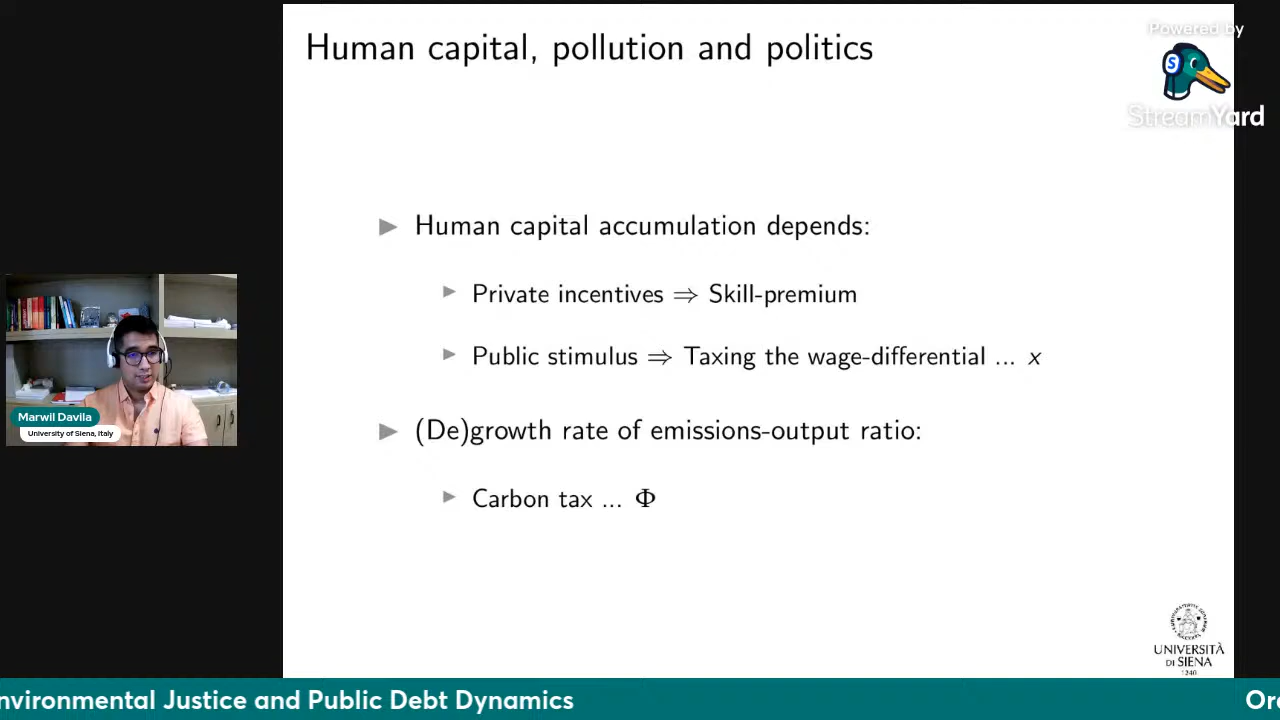 Human capital, pollution and politics
Powered by
StreamYard
S
▶ Human capital accumulation depends:
▶ Private incentives ⇒ Skill-premium
▶ Public stimulus ⇒ Taxing the wage-differential ... x
▶ (De)growth rate of emissions-output ratio:
▶ Carbon tax ... Φ
Marwil Davila
University of Siena, Italy
UNIVERSITÀ
DI SIENA
1240
nvironmental Justice and Public Debt Dynamics
Ord